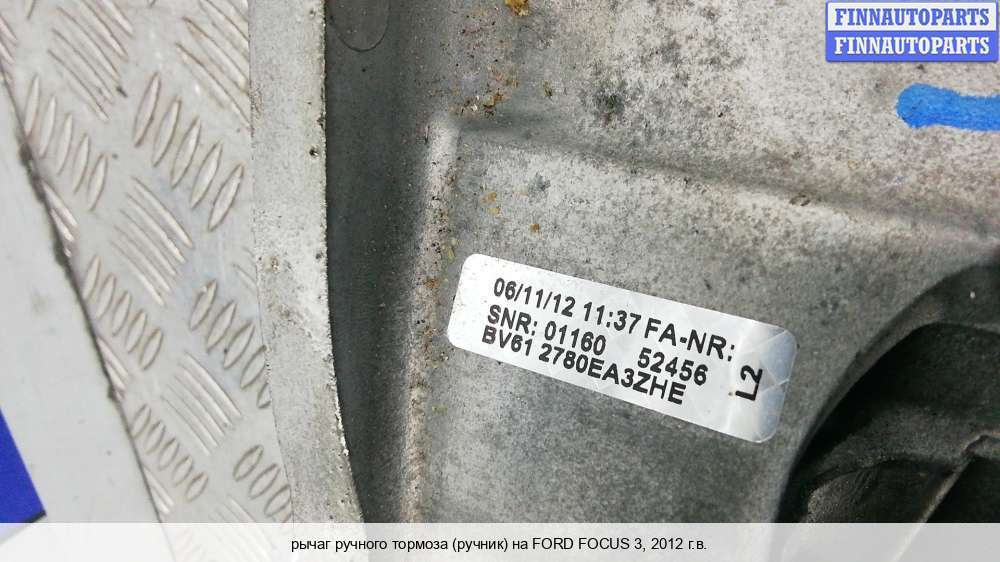 FINNAUTOPARTS
FINNAUTOPARTS
06/11/12 11:37 FA-NR:
SNR: 01160 52456
BV61 2780EA3ZHE
L2
рычаг ручного тормоза (ручник) на FORD FOCUS 3, 2012 г.в.